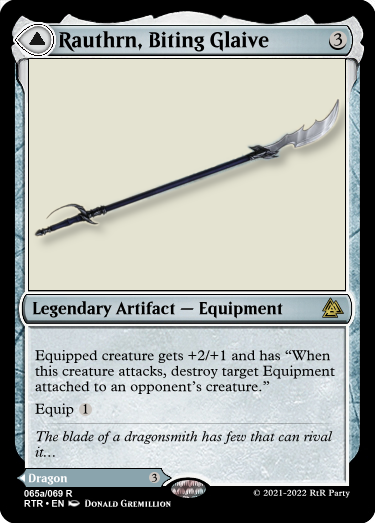 Rauthrn, Biting Glaive 3
Legendary Artifact — Equipment
Equipped creature gets +2/+1 and has “When
this creature attacks, destroy target Equipment
attached to an opponent's creature.”
Equip 1
The blade of a dragonsmith has few that can rival
it…
Dragon 3
065a/069 R
RTR • EN Donald Gremillion
© 2021-2022 RtR Party